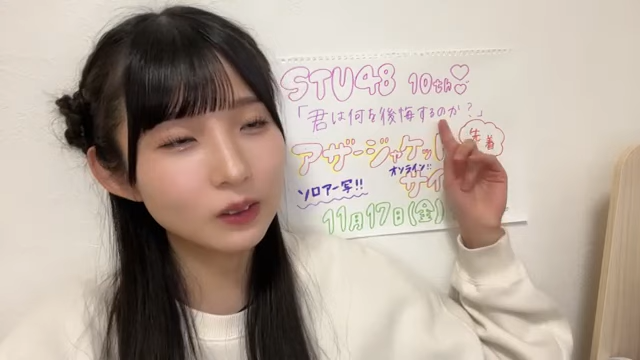 STU48 10th♡
「君は何を後悔するのか?」
先着
アザージャケット
オンライン!!
サイ
ソロアー写!!
11月17日(金)